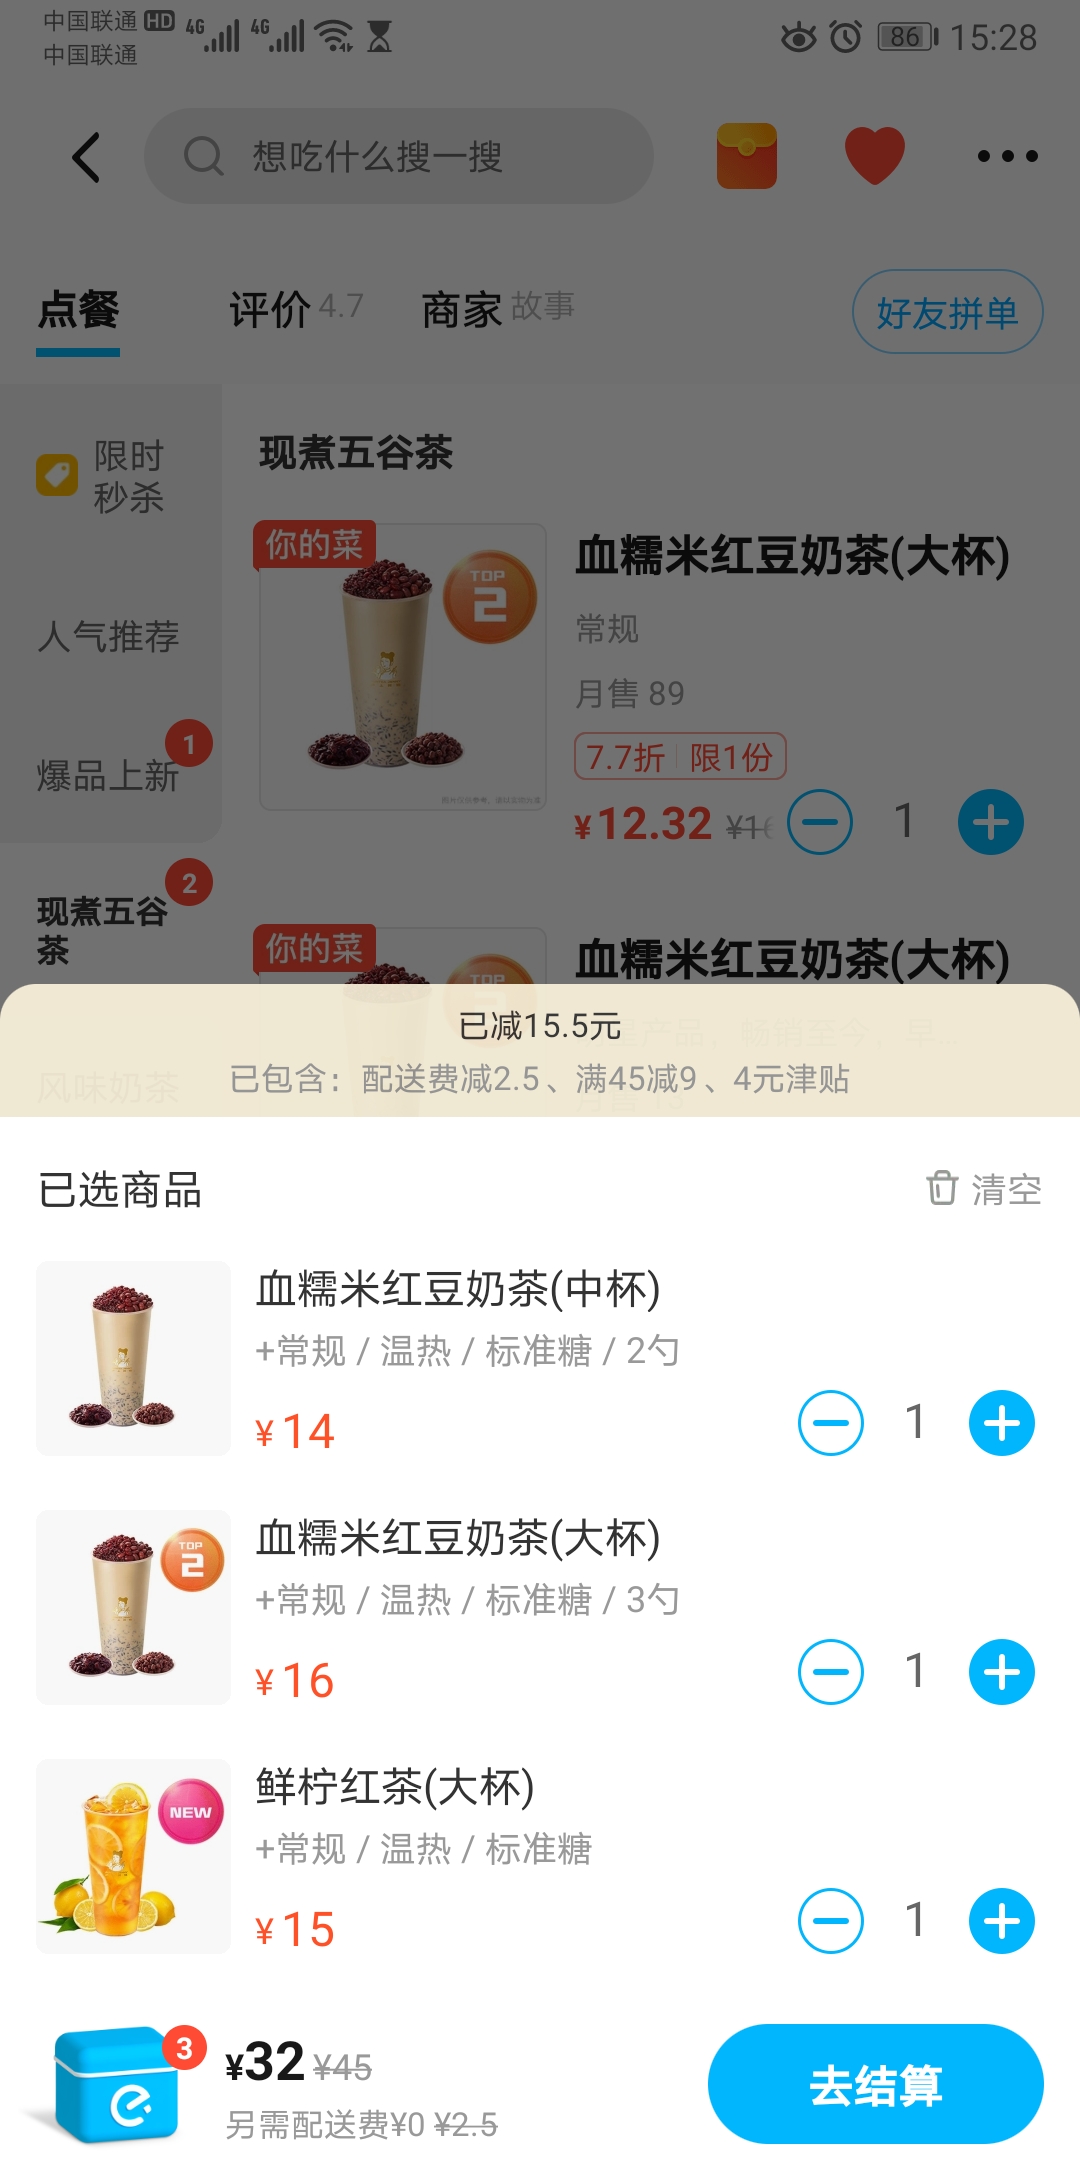 中国联通 HD 4G 4G 86 15:28
中国联通
想吃什么搜一搜
点餐 评价 4.7 商家 故事 好友拼单
限时
秒杀
人气推荐
1
爆品上新
2
现煮五谷
茶
风味奶茶
现煮五谷茶
你的菜
TOP
2
血糯米红豆奶茶(大杯)
常规
月售 89
7.7折 限1份
¥12.32 1
你的菜
TOP
血糯米红豆奶茶(大杯)
已减15.5元
已包含：配送费减2.5、满45减9、4元津贴
已选商品 清空
血糯米红豆奶茶(中杯)
+常规 / 温热 / 标准糖 / 2勺
¥14 1
TOP
2
血糯米红豆奶茶(大杯)
+常规 / 温热 / 标准糖 / 3勺
¥16 1
NEW
鲜柠红茶(大杯)
+常规 / 温热 / 标准糖
¥15 1
3
¥32 ¥45
另需配送费¥0 ¥2.5
去结算